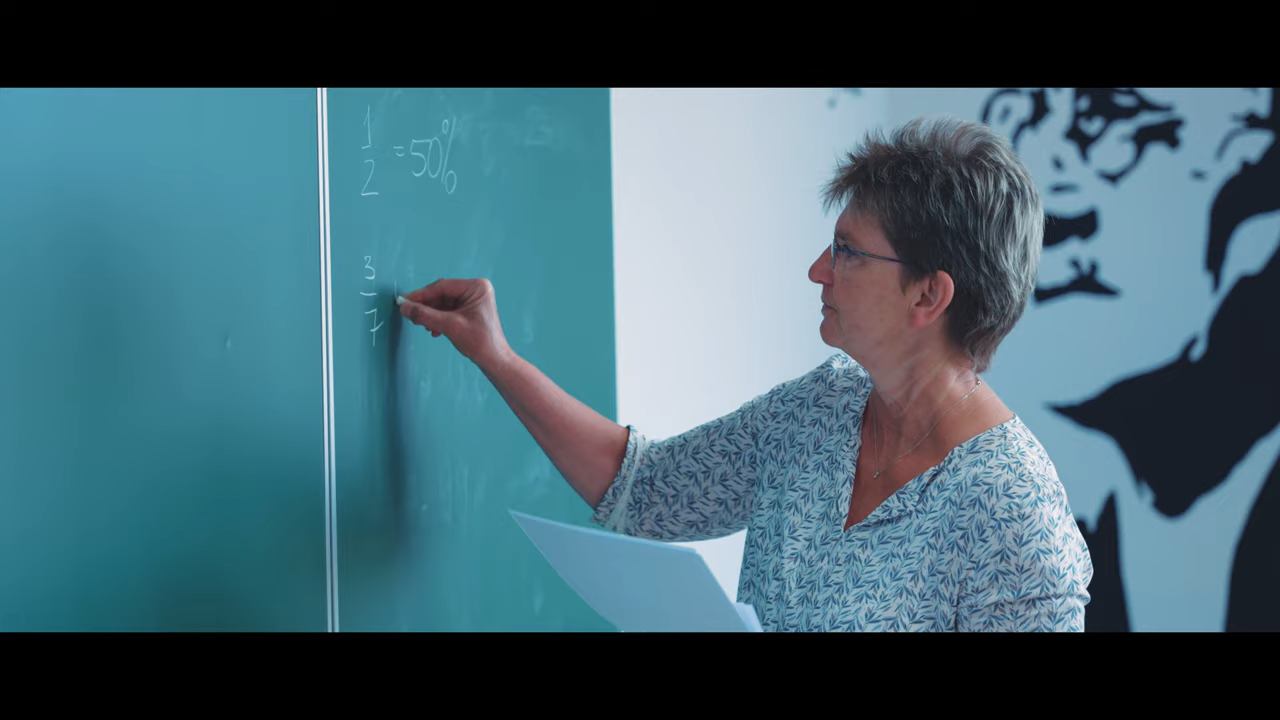 1/2 = 50%
3/7